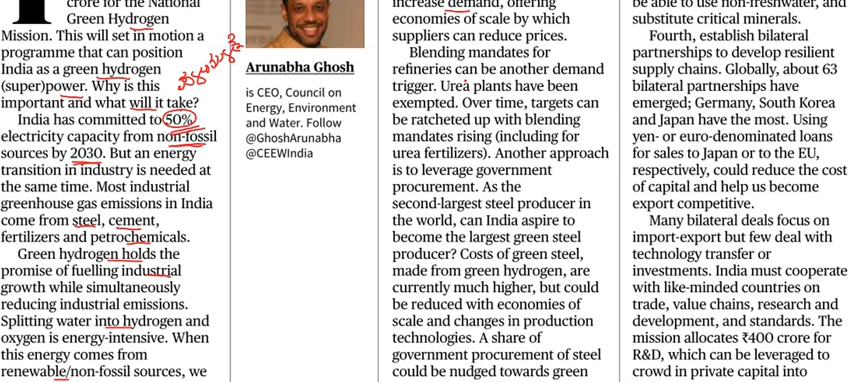 crore for the National
Green Hydrogen
Mission. This will set in motion a
programme that can position
India as a green hydrogen
(super)power. Why is this
important and what will it take?
India has committed to 50%
electricity capacity from non-fossil
sources by 2030. But an energy
transition in industry is needed at
the same time. Most industrial
greenhouse gas emissions in India
come from steel, cement,
fertilizers and petrochemicals.
Green hydrogen holds the
promise of fuelling industrial
growth while simultaneously
reducing industrial emissions.
Splitting water into hydrogen and
oxygen is energy-intensive. When
this energy comes from
renewable/non-fossil sources, we
Arunabha Ghosh
is CEO, Council on
Energy, Environment
and Water. Follow
@GhoshArunabha
@CEEWIndia
increase demand, offering
economies of scale by which
suppliers can reduce prices.
Blending mandates for
refineries can be another demand
trigger. Urea plants have been
exempted. Over time, targets can
be ratcheted up with blending
mandates rising (including for
urea fertilizers). Another approach
is to leverage government
procurement. As the
second-largest steel producer in
the world, can India aspire to
become the largest green steel
producer? Costs of green steel,
made from green hydrogen, are
currently much higher, but could
be reduced with economies of
scale and changes in production
technologies. A share of
government procurement of steel
could be nudged towards green
be able to use non-freshwater, and
substitute critical minerals.
Fourth, establish bilateral
partnerships to develop resilient
supply chains. Globally, about 63
bilateral partnerships have
emerged; Germany, South Korea
and Japan have the most. Using
yen- or euro-denominated loans
for sales to Japan or to the EU,
respectively, could reduce the cost
of capital and help us become
export competitive.
Many bilateral deals focus on
import-export but few deal with
technology transfer or
investments. India must cooperate
with like-minded countries on
trade, value chains, research and
development, and standards. The
mission allocates ₹400 crore for
R&D, which can be leveraged to
crowd in private capital into